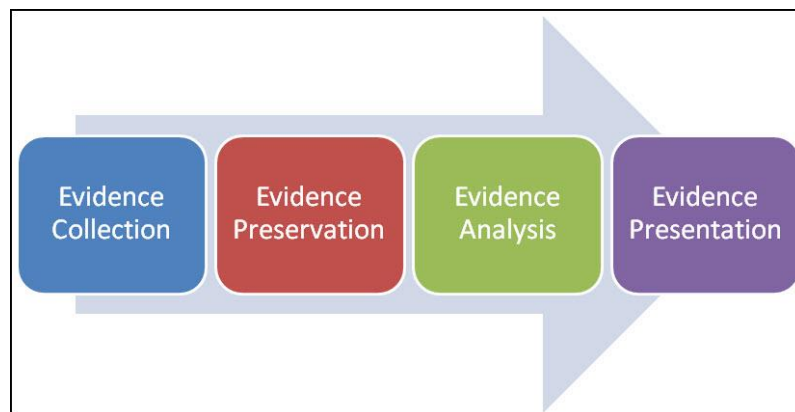 Evidence
Collection
Evidence
Preservation
Evidence
Analysis
Evidence
Presentation